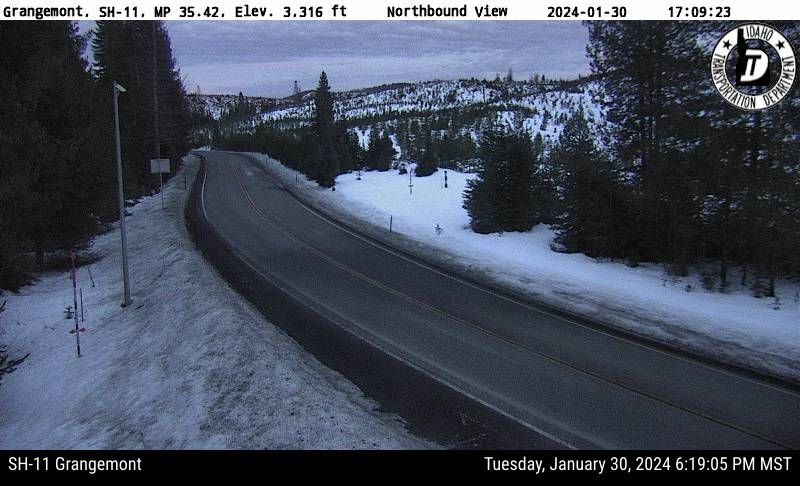 Grangemont, SH-11, MP 35.42, Elev. 3,316 ft Northbound View 2024-01-30 17:09:23
IDAHO
TRANSPORTATION DEPARTMENT
SH-11 Grangemont Tuesday, January 30, 2024 6:19:05 PM MST